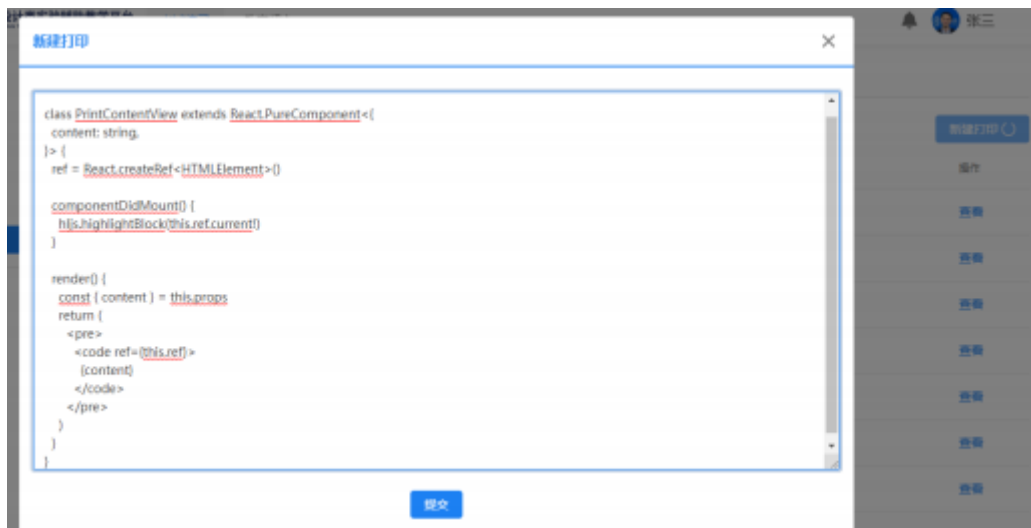 张三
新建打印
class PrintContentView extends React.PureComponent<{
content: string,
}> {
ref = React.createRef<HTMLElement>()
componentDidMount() {
hljs.highlightBlock(this.ref.current!)
}
render() {
const { content } = this.props
return (
<pre>
<code ref={this.ref}>
{content}
</code>
</pre>
)
}
}
提交
新建打印
操作
查看
查看
查看
查看
查看
查看
查看